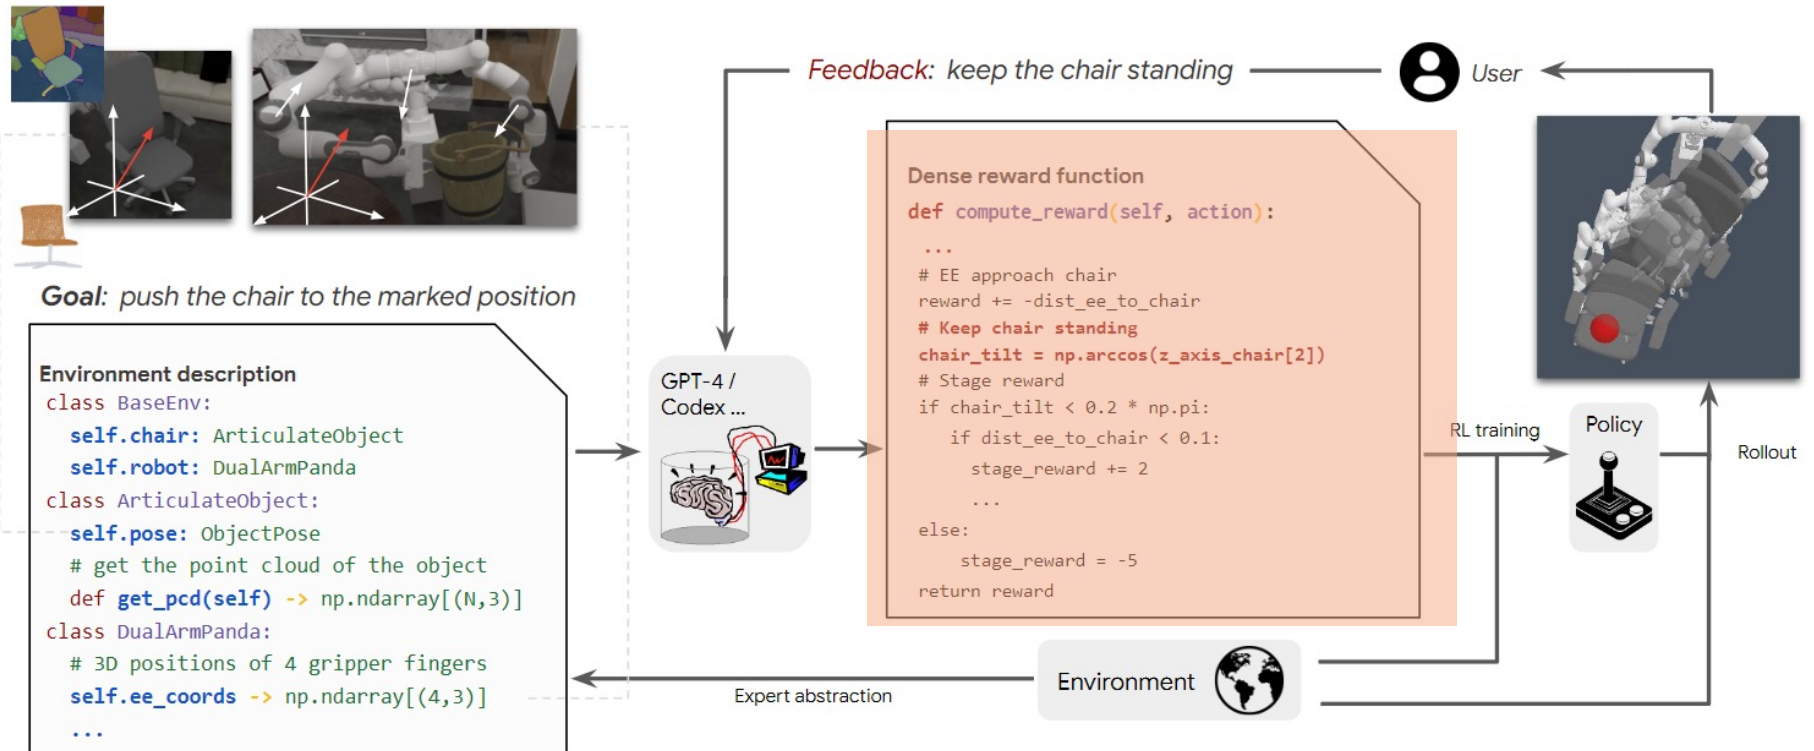 Feedback: keep the chair standing
User
Goal: push the chair to the marked position
Environment description
class BaseEnv:
self.chair: ArticulateObject
self.robot: DualArmPanda
class ArticulateObject:
self.pose: ObjectPose
# get the point cloud of the object
def get_pcd(self) -> np.ndarray[(N,3)]
class DualArmPanda:
# 3D positions of 4 gripper fingers
self.ee_coords -> np.ndarray[(4,3)]
...
GPT-4 /
Codex ...
Dense reward function
def compute_reward(self, action):
...
# EE approach chair
reward += -dist_ee_to_chair
# Keep chair standing
chair_tilt = np.arccos(z_axis_chair[2])
# Stage reward
if chair_tilt < 0.2 * np.pi:
if dist_ee_to_chair < 0.1:
stage_reward += 2
...
else:
stage_reward = -5
return reward
RL training
Policy
Rollout
Environment
Expert abstraction